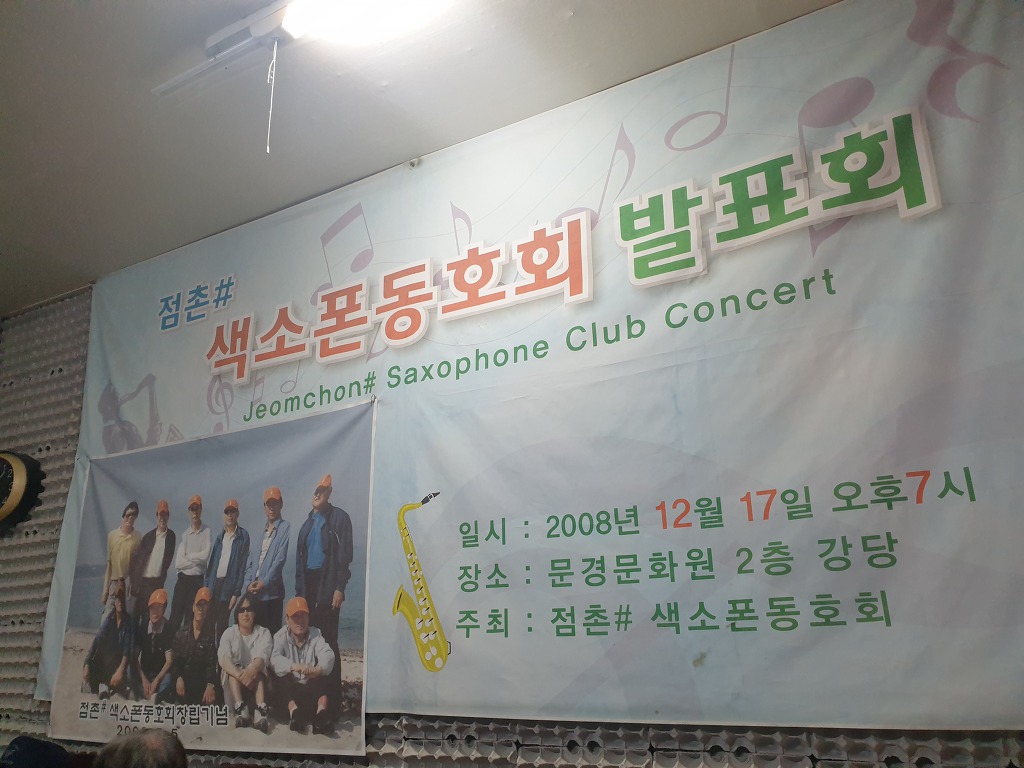 점촌#
색소폰동호회 발표회
Jeomchon# Saxophone Club Concert
일시 : 2008년 12월 17일 오후7시
장소 : 문경문화원 2층 강당
주최 : 점촌# 색소폰동호회
점촌# 색소폰동호회창립기념